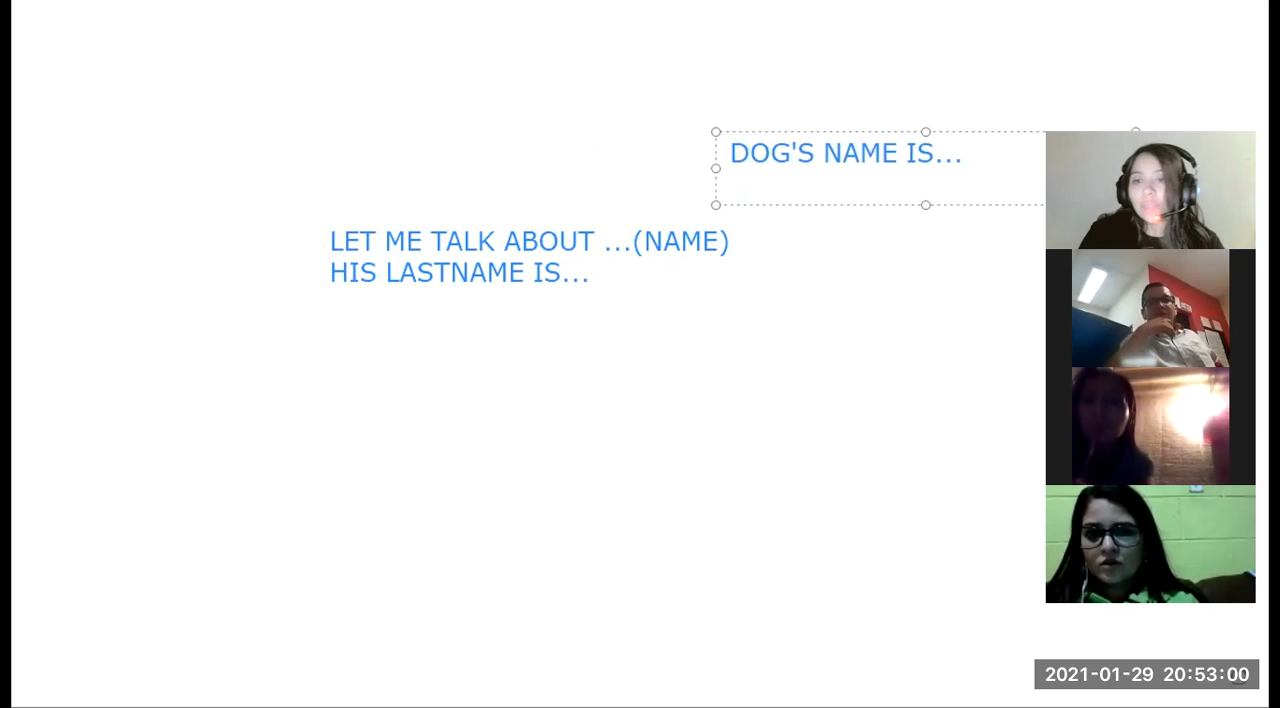 DOG'S NAME IS...
LET ME TALK ABOUT ...(NAME)
HIS LASTNAME IS...
2021-01-29 20:53:00